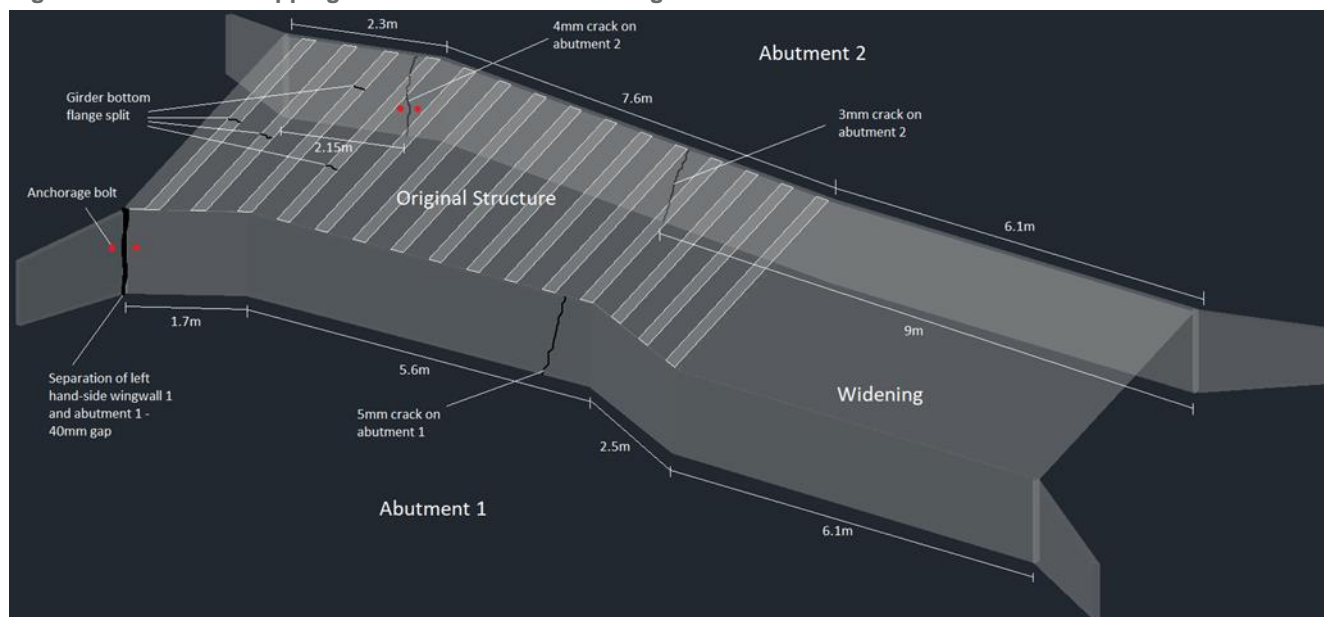 2.3m
4mm crack on
abutment 2
Abutment 2
Girder bottom
flange split
7.6m
3mm crack on
abutment 2
2.15m
Anchorage bolt
Original Structure
6.1m
9m
1.7m
Separation of left
hand-side wingwall 1
and abutment 1 -
40mm gap
5.6m
Widening
5mm crack on
abutment 1
2.5m
Abutment 1
6.1m